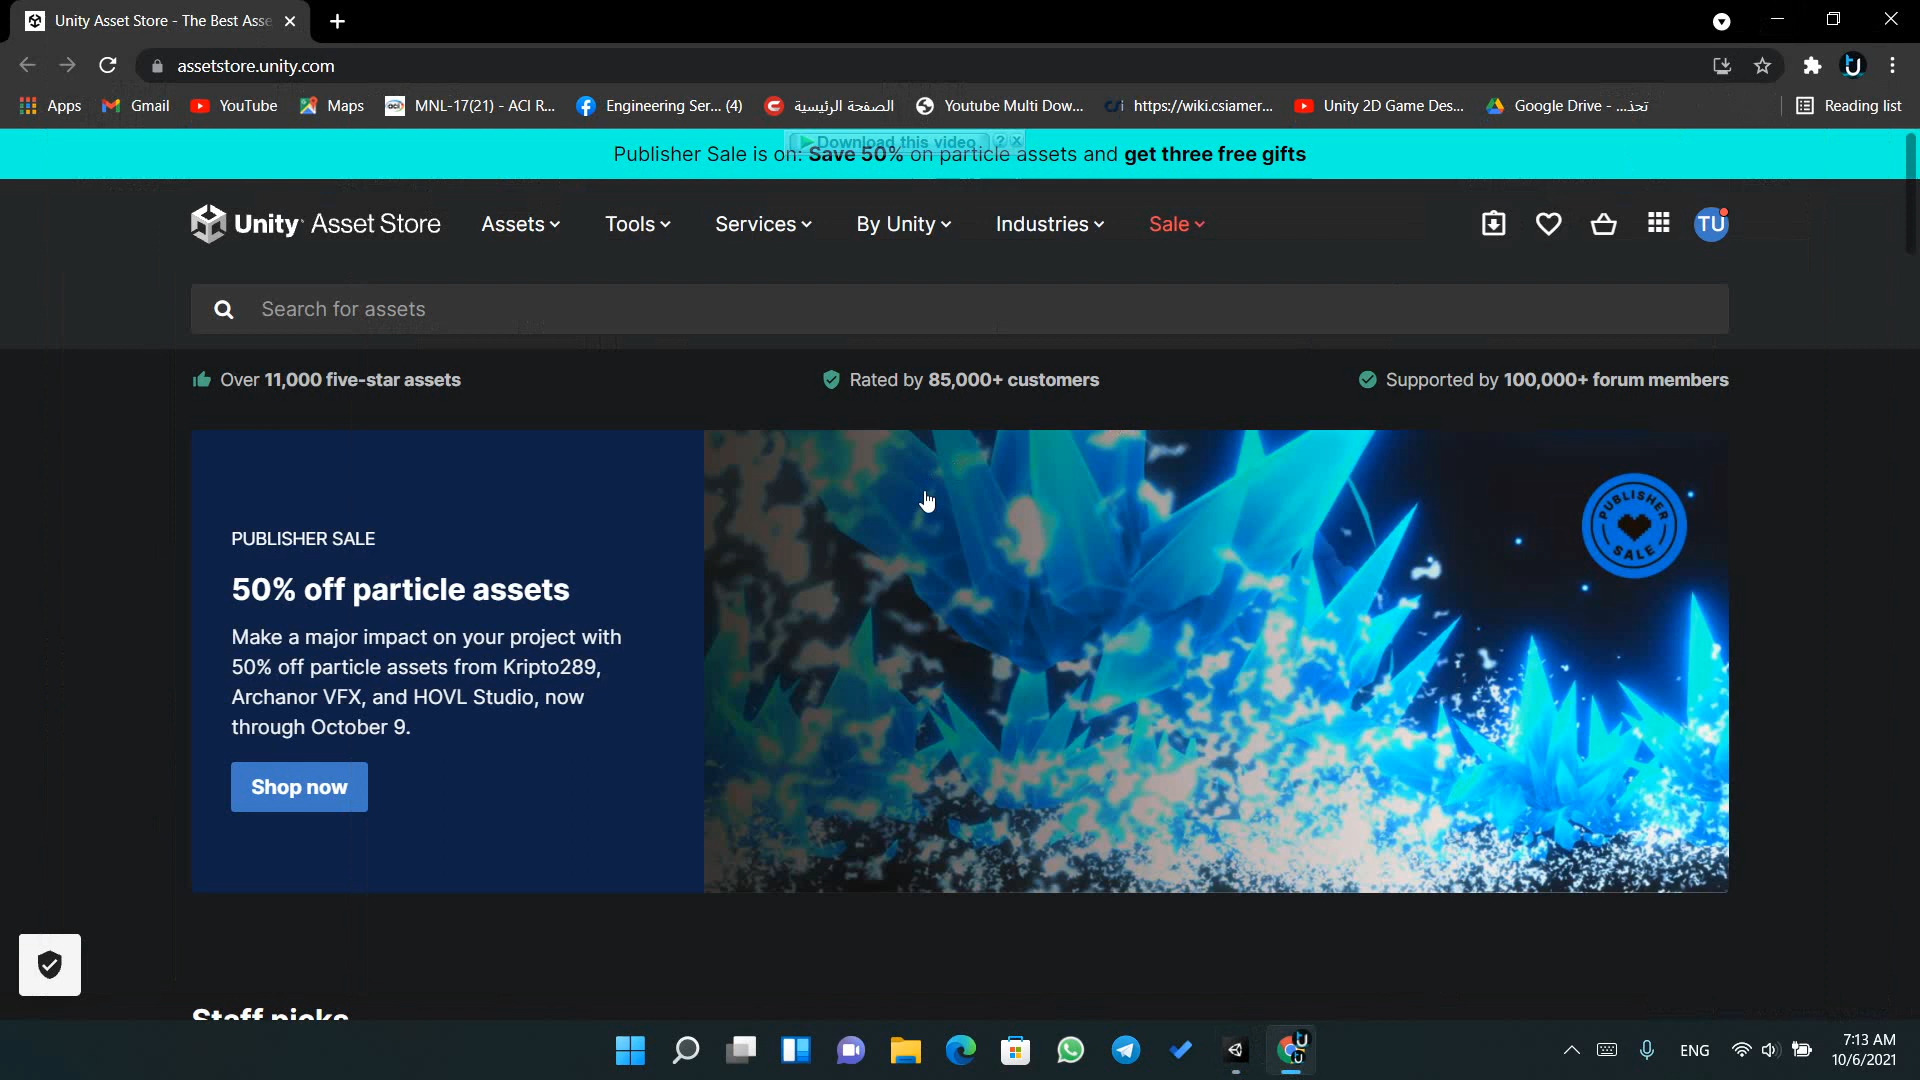 Unity Asset Store - The Best Asse
assetstore.unity.com
Apps
Gmail
YouTube
Maps
MNL-17(21) - ACI R...
Engineering Ser... (4)
الصفحة الرئيسية
Youtube Multi Dow...
https://wiki.csiamer...
Unity 2D Game Des...
Google Drive - ...تحذ
Reading list
Download this video
Publisher Sale is on: Save 50% on particle assets and get three free gifts
Unity Asset Store
Assets
Tools
Services
By Unity
Industries
Sale
TU
Search for assets
Over 11,000 five-star assets
Rated by 85,000+ customers
Supported by 100,000+ forum members
PUBLISHER SALE
PUBLISHER SALE
50% off particle assets
Make a major impact on your project with
50% off particle assets from Kripto289,
Archanor VFX, and HOVL Studio, now
through October 9.
Shop now
Staff picks
ENG
7:13 AM
10/6/2021